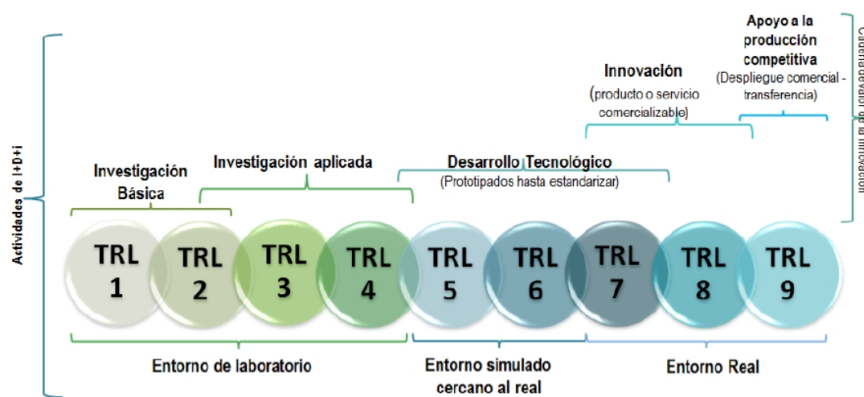 Apoyo a la
producción
competitiva
(Despliegue comercial -
transferencia)
Innovación
(producto o servicio
comercializable)
Desarrollo Tecnológico
(Prototipados hasta estandarizar)
Investigación aplicada
Investigación
Básica
Actividades de I+D+i
TRL
1
TRL
2
TRL
3
TRL
4
TRL
5
TRL
6
TRL
7
TRL
8
TRL
9
Entorno de laboratorio
Entorno simulado
cercano al real
Entorno Real